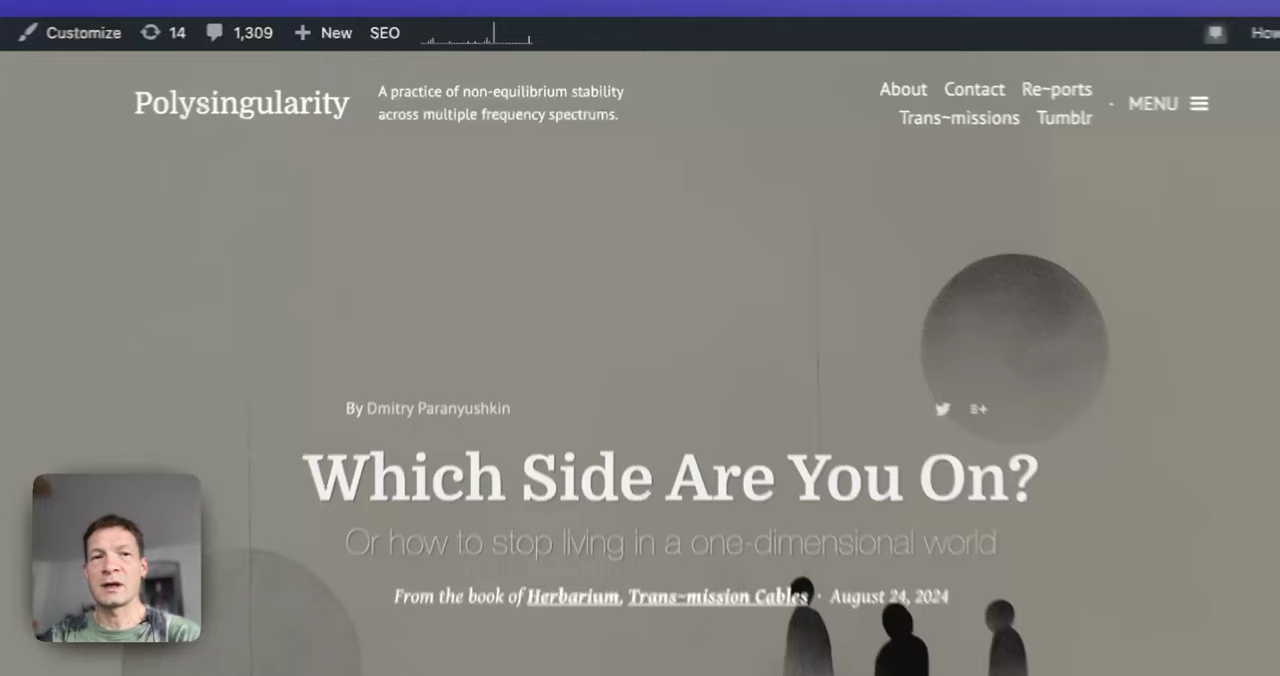 Customize 14 1,309 New SEO How
Polysingularity
A practice of non-equilibrium stability
across multiple frequency spectrums.
About Contact Re~ports
Trans~missions Tumblr
MENU
By Dmitry Paranyushkin
Which Side Are You On?
Or how to stop living in a one-dimensional world
From the book of Herbarium, Trans~mission Cables · August 24, 2024